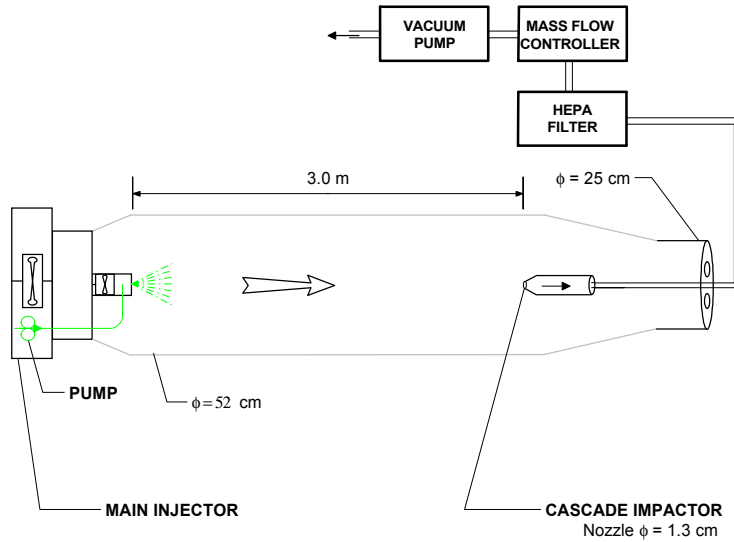 VACUUM
PUMP
MASS FLOW
CONTROLLER
HEPA
FILTER
3.0 m
ϕ = 25 cm
PUMP
ϕ = 52 cm
MAIN INJECTOR
CASCADE IMPACTOR
Nozzle ϕ = 1.3 cm